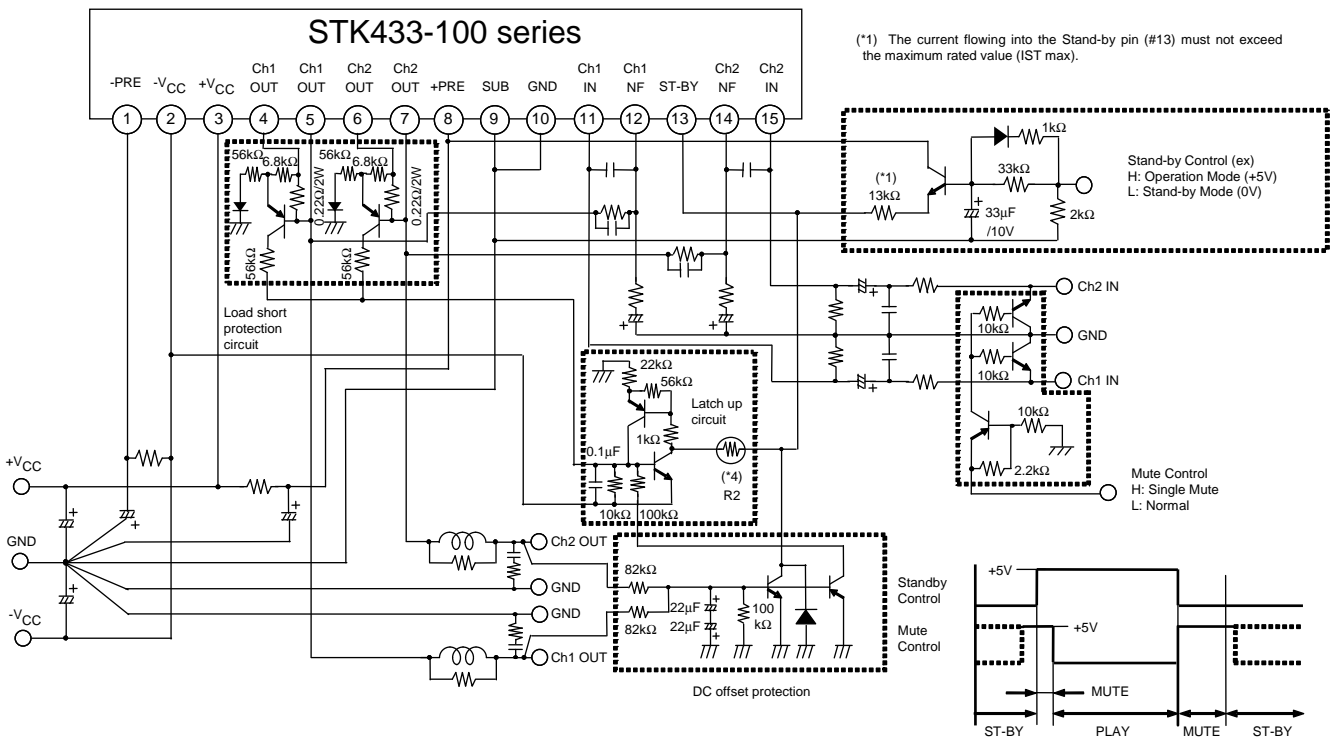 STK433-100 series
-PRE
-VCC
+VCC
Ch1 OUT
Ch1 OUT
Ch2 OUT
Ch2 OUT
+PRE
SUB
GND
Ch1 IN
Ch1 NF
ST-BY
Ch2 NF
Ch2 IN
1
2
3
4
5
6
7
8
9
10
11
12
13
14
15
(*1) The current flowing into the Stand-by pin (#13) must not exceed
the maximum rated value (IST max).
56kΩ
6.8kΩ
0.22Ω/2W
56kΩ
56kΩ
6.8kΩ
0.22Ω/2W
56kΩ
Load short
protection
circuit
1kΩ
33kΩ
(*1)
13kΩ
+
33μF
/10V
2kΩ
Stand-by Control (ex)
H: Operation Mode (+5V)
L: Stand-by Mode (0V)
+
+
+
+
Ch2 IN
GND
Ch1 IN
10kΩ
10kΩ
10kΩ
2.2kΩ
Mute Control
H: Single Mute
L: Normal
22kΩ
56kΩ
Latch up
circuit
1kΩ
0.1μF
(*4)
R2
10kΩ
100kΩ
+VCC
GND
-VCC
+
+
+
+
Ch2 OUT
GND
GND
Ch1 OUT
82kΩ
82kΩ
22μF
+
22μF
+
100
kΩ
DC offset protection
Standby
Control
Mute
Control
+5V
+5V
MUTE
ST-BY
PLAY
MUTE
ST-BY